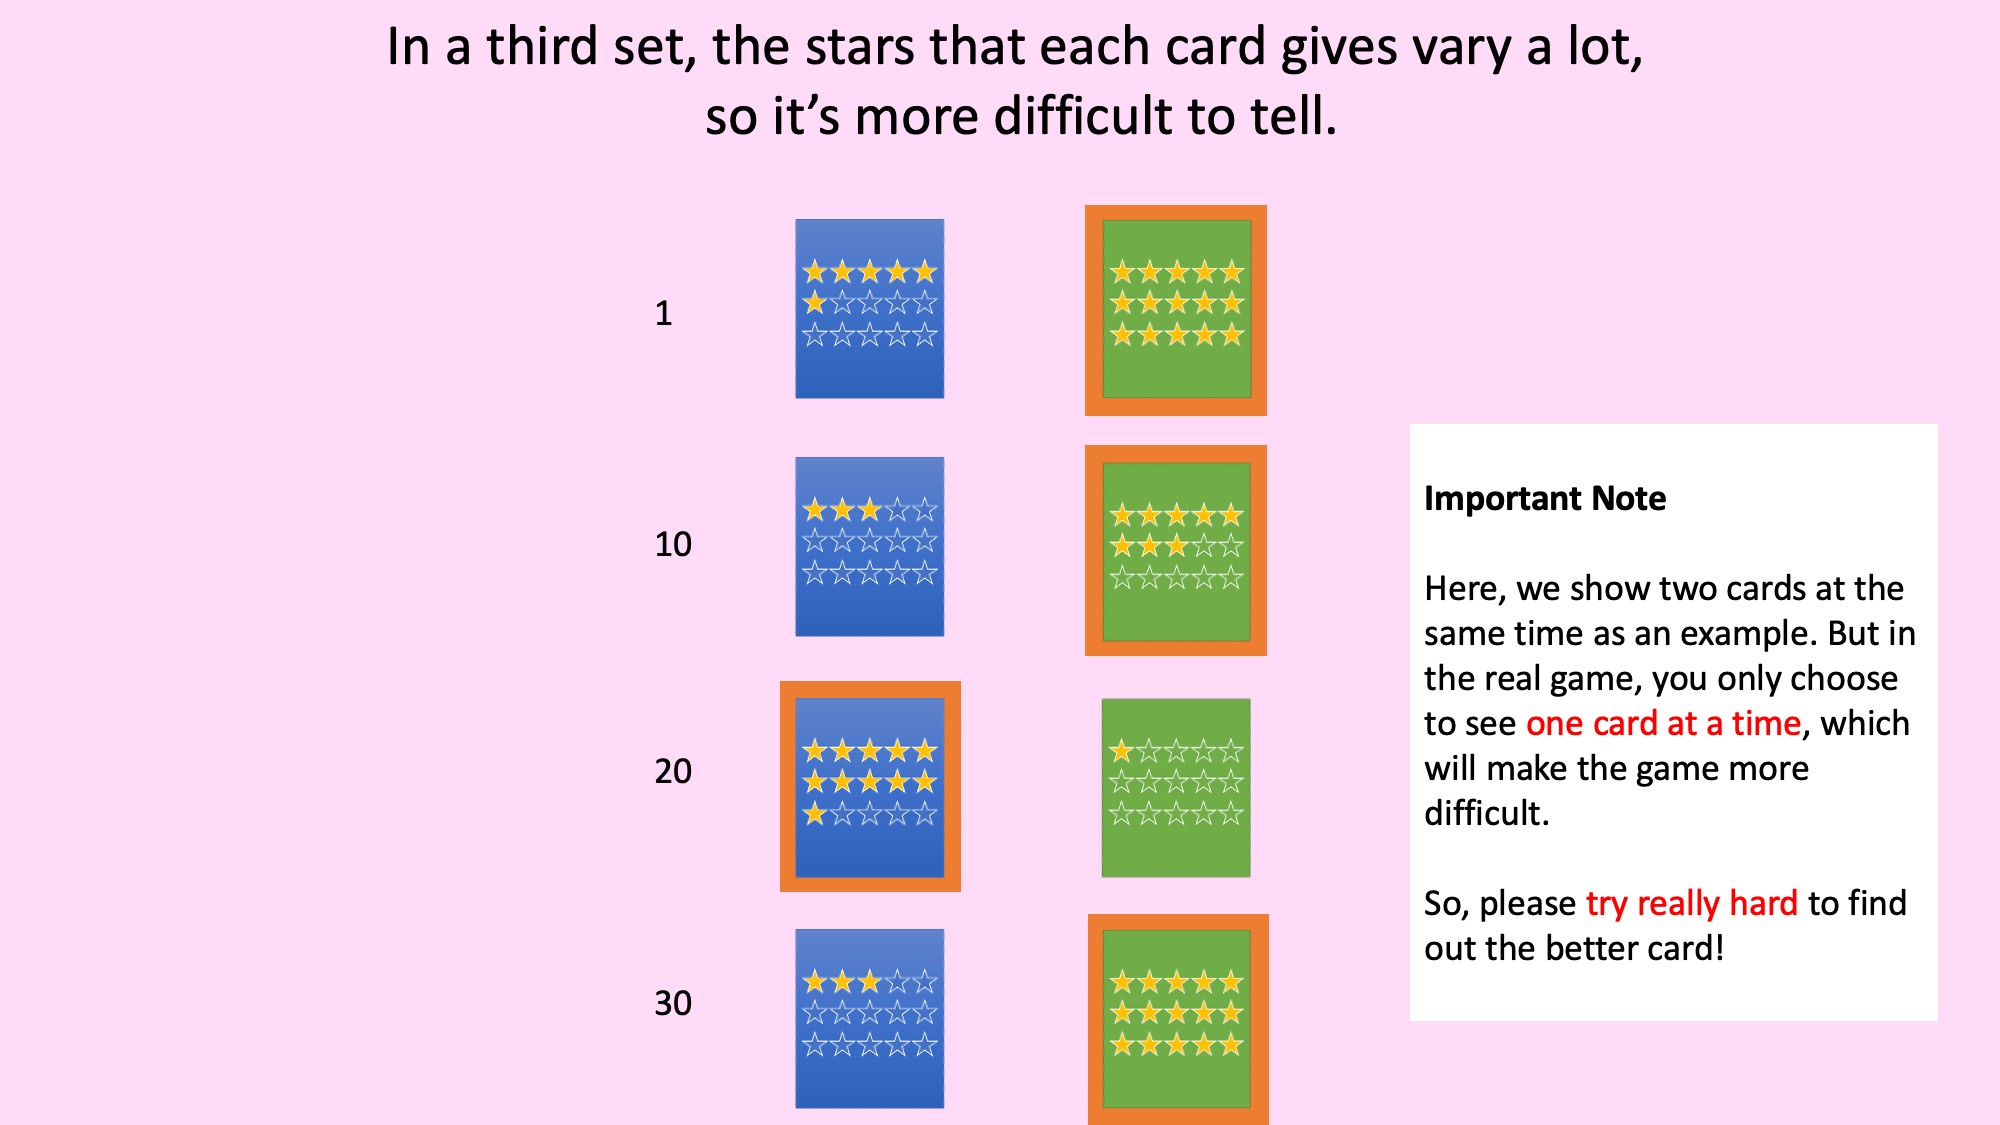 In a third set, the stars that each card gives vary a lot,
so it’s more difficult to tell.
1
10
20
30
Important Note
Here, we show two cards at the
same time as an example. But in
the real game, you only choose
to see one card at a time, which
will make the game more
difficult.
So, please try really hard to find
out the better card!